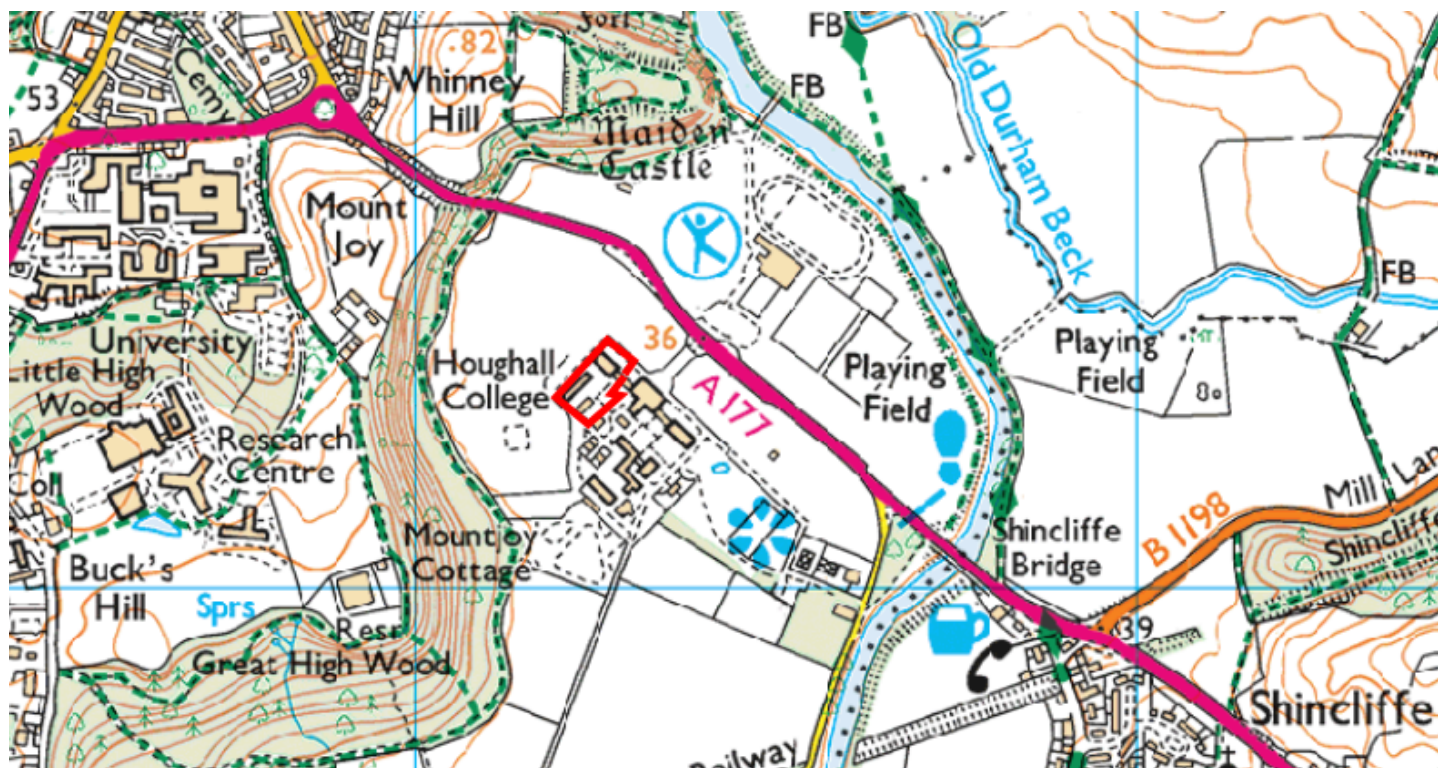 Fort
FB
.82
Cemy
53
Whinney
Hill
FB
Old Durham Beck
Maiden
Castle
Mount
Joy
FB
University
Little High
Wood
36
Houghall
College
A 177
Playing
Field
Playing
Field
Research
Centre
Coll
Mill Lan
Mountjoy
Cottage
Shincliffe
Bridge
B 1198
Shincliffe
Buck's
Hill
Sprs
Resr
39
Great High Wood
Shincliffe
Railway